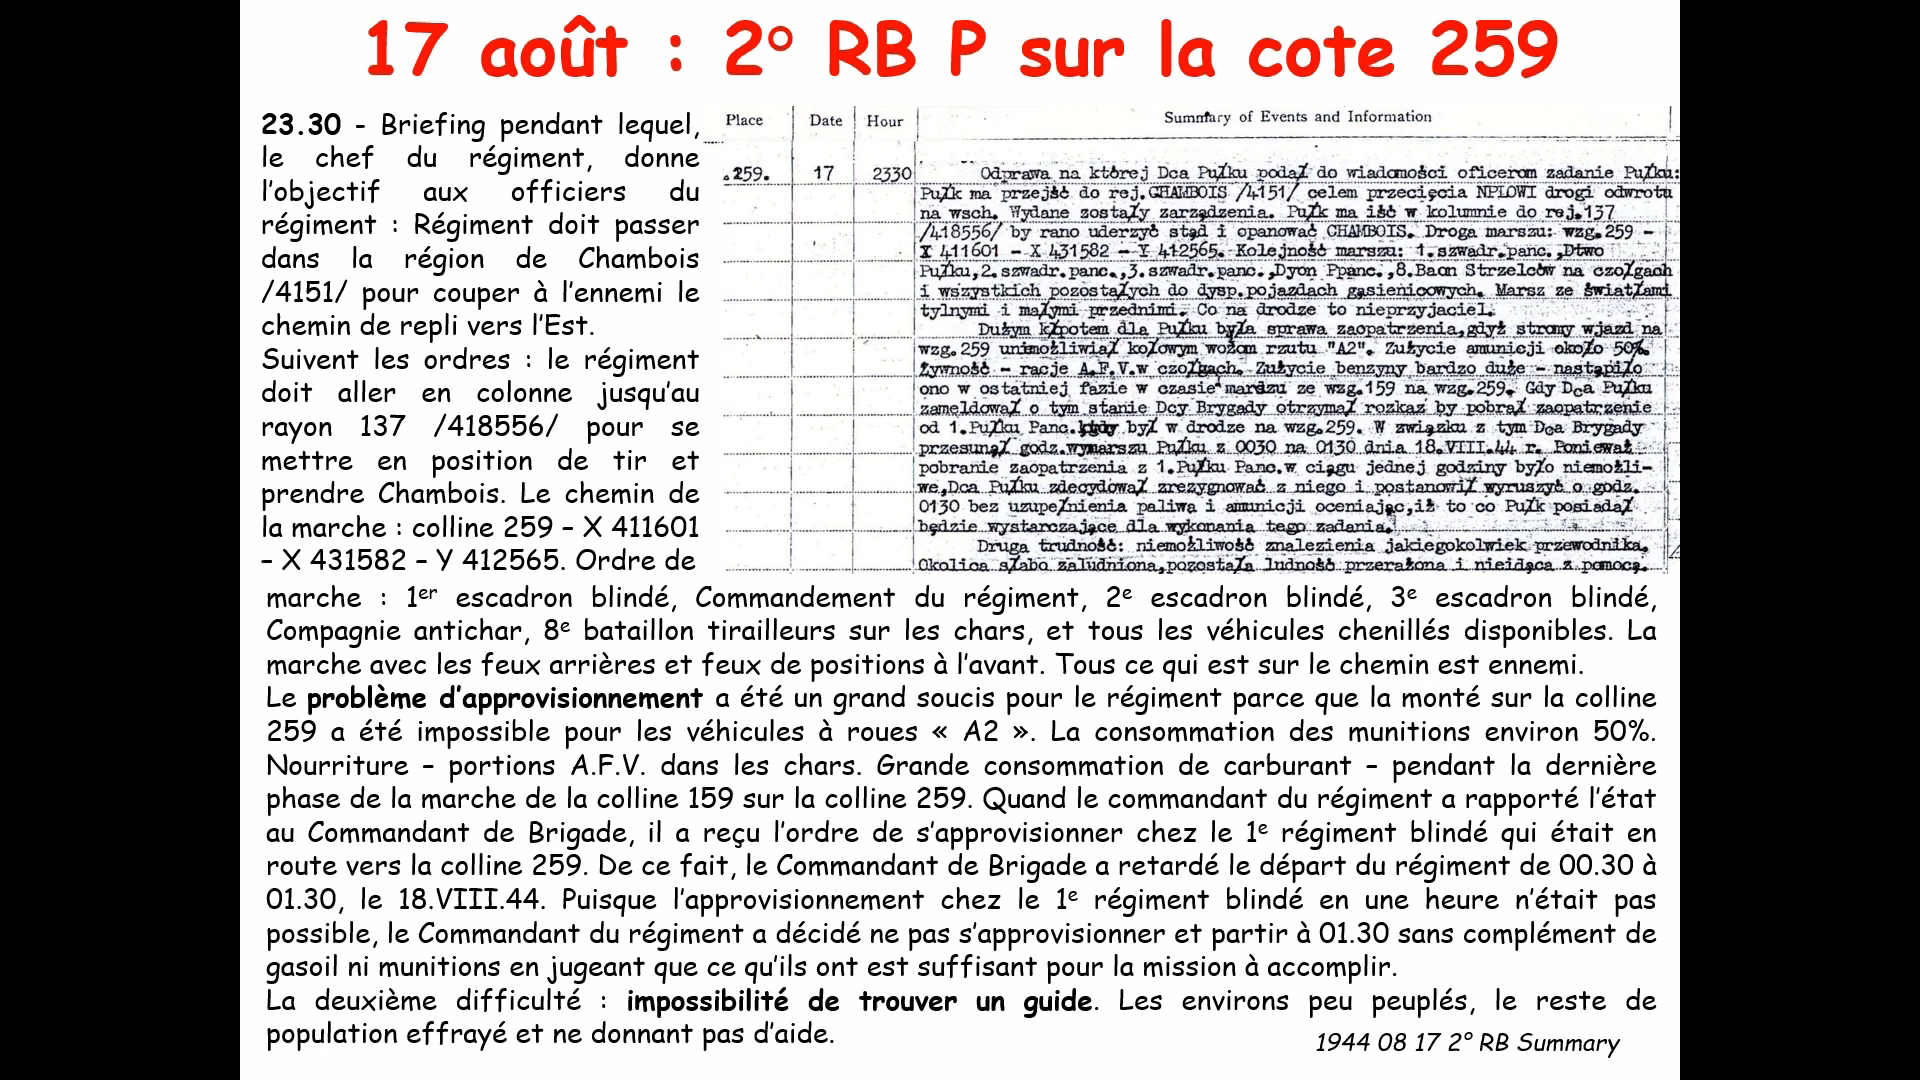 17 août : 2° RB P sur la cote 259
23.30 - Briefing pendant lequel,
le chef du régiment, donne
l'objectif aux officiers du
régiment : Régiment doit passer
dans la région de Chambois
/4151/ pour couper à l'ennemi le
chemin de repli vers l'Est.
Suivent les ordres : le régiment
doit aller en colonne jusqu'au
rayon 137 /418556/ pour se
mettre en position de tir et
prendre Chambois. Le chemin de
la marche : colline 259 – X 411601
– X 431582 – Y 412565. Ordre de
Place Date Hour Summary of Events and Information
259. 17 2330 Odprawa na której Dca Pułku podał do wiadomości oficerom zadanie Pułku:
Pułk ma przejść do rej.CHAMBOIS /4151/ celem przecięcia NPLOWI drogi odwrotu
na wsch. Wydane zostały zarządzenia. Pułk ma iść w kolumnie do rej.137
/418556/ by rano uderzyć stąd i opanować CHAMBOIS. Droga marszu: wzg.259 -
X 411601 - X 431582 - Y 412565. Kolejność marszu: 1.szwadr.panc.,Dtwo
Pułku,2.szwadr.panc.,3.szwadr.panc.,Dyon Ppanc.,8.Baon Strzelców na czołgach
i wszystkich pozostałych do dysp.pojazdach gąsienicowych. Marsz ze światłami
tylnymi i małymi przednimi. Co na drodze to nieprzyjaciel.
Dużym kłpotem dla Pułku była sprawa zaopatrzenia,gdyż stromy wjazd na
wzg.259 uniemożliwiał kołowym wozom rzutu "A2". Zużycie amunicji około 50%.
Żywność - racje A.F.V.w czołgach. Zużycie benzyny bardzo duże - nastąpiło
ono w ostatniej fazie w czasie marszu ze wzg.159 na wzg.259. Gdy Dca Pułku
zameldował o tym stanie Dcy Brygady otrzymał rozkaz by pobrał zaopatrzenie
od 1.Pułku Panc. był w drodze na wzg.259. W związku z tym Dca Brygady
przesunął godz.wymarszu Pułku z 0030 na 0130 dnia 18.VIII.44 r. Ponieważ
pobranie zaopatrzenia z 1.Pułku Panc.w ciągu jednej godziny było niemożli-
we,Dca Pułku zdecydował zrezygnować z niego i postanowił wyruszyć o godz.
0130 bez uzupełnienia paliwa i amunicji oceniając,iż to co Pułk posiadał
będzie wystarczające dla wykonania tego zadania.
Druga trudność: niemożliwość znalezienia jakiegokolwiek przewodnika.
Okolica słabo zaludniona,pozostała ludność przerażona i nieidąca z pomocą.
marche : 1er escadron blindé, Commandement du régiment, 2e escadron blindé, 3e escadron blindé,
Compagnie antichar, 8e bataillon tirailleurs sur les chars, et tous les véhicules chenillés disponibles. La
marche avec les feux arrières et feux de positions à l'avant. Tous ce qui est sur le chemin est ennemi.
Le problème d'approvisionnement a été un grand soucis pour le régiment parce que la monté sur la colline
259 a été impossible pour les véhicules à roues « A2 ». La consommation des munitions environ 50%.
Nourriture – portions A.F.V. dans les chars. Grande consommation de carburant – pendant la dernière
phase de la marche de la colline 159 sur la colline 259. Quand le commandant du régiment a rapporté l'état
au Commandant de Brigade, il a reçu l'ordre de s'approvisionner chez le 1e régiment blindé qui était en
route vers la colline 259. De ce fait, le Commandant de Brigade a retardé le départ du régiment de 00.30 à
01.30, le 18.VIII.44. Puisque l'approvisionnement chez le 1e régiment blindé en une heure n'était pas
possible, le Commandant du régiment a décidé ne pas s'approvisionner et partir à 01.30 sans complément de
gasoil ni munitions en jugeant que ce qu'ils ont est suffisant pour la mission à accomplir.
La deuxième difficulté : impossibilité de trouver un guide. Les environs peu peuplés, le reste de
population effrayé et ne donnant pas d'aide.
1944 08 17 2° RB Summary